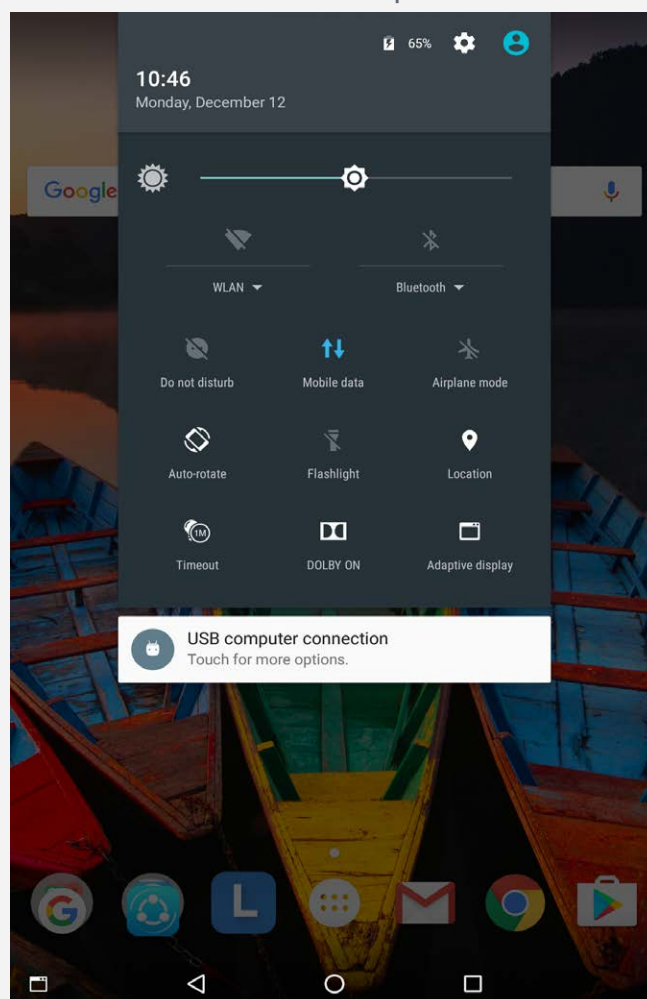 65%
10:46
Monday, December 12
Google
WLAN
Bluetooth
Do not disturb
Mobile data
Airplane mode
Auto-rotate
Flashlight
Location
1M
Timeout
DOLBY ON
Adaptive display
USB computer connection
Touch for more options.
G
L